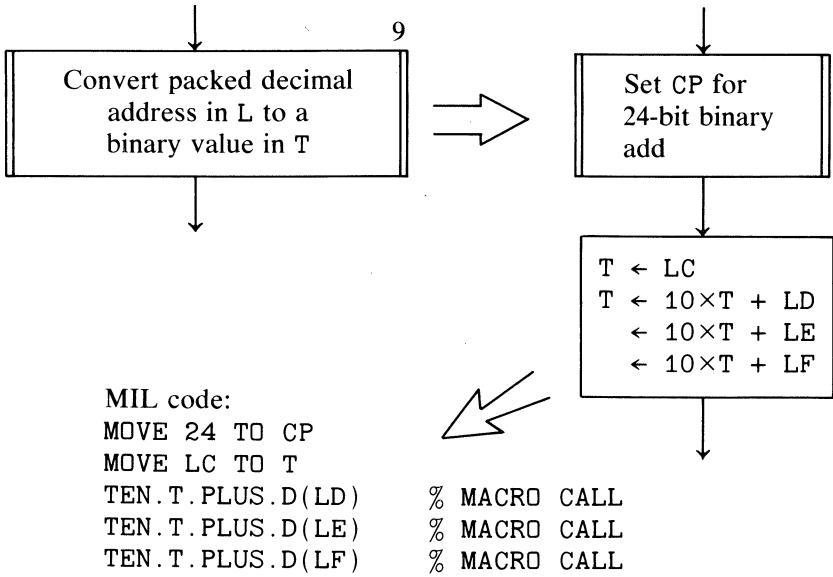 9
Convert packed decimal
address in L to a
binary value in T
Set CP for
24-bit binary
add
T ← LC
T ← 10×T + LD
← 10×T + LE
← 10×T + LF
MIL code:
MOVE 24 TO CP
MOVE LC TO T
TEN.T.PLUS.D(LD) % MACRO CALL
TEN.T.PLUS.D(LE) % MACRO CALL
TEN.T.PLUS.D(LF) % MACRO CALL